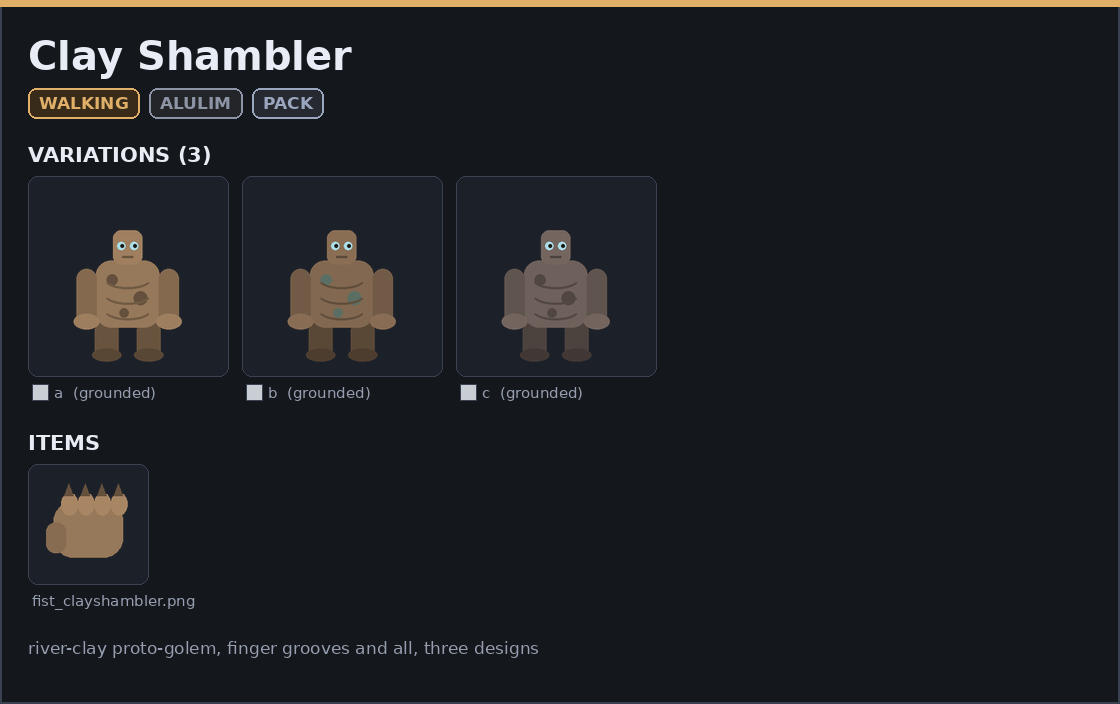 Clay Shambler
WALKING ALULIM PACK
VARIATIONS (3)
a (grounded) b (grounded) c (grounded)
ITEMS
fist_clayshambler.png
river-clay proto-golem, finger grooves and all, three designs